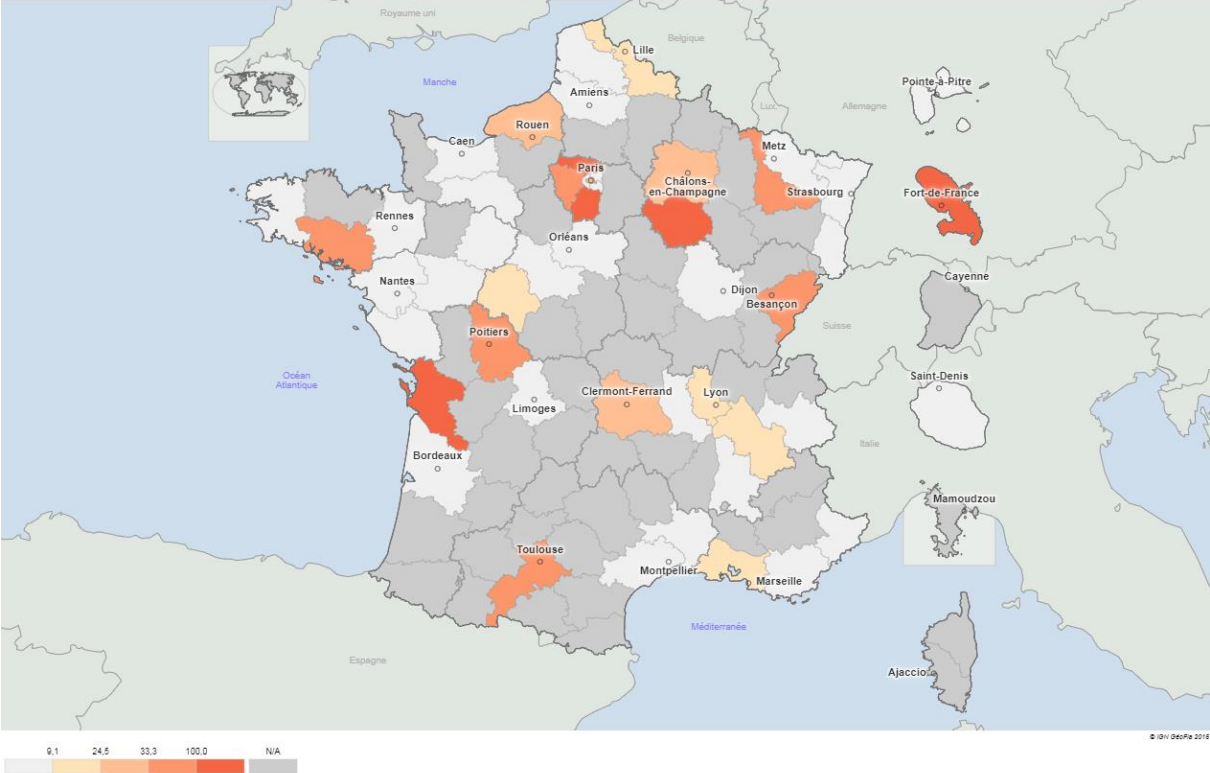 Royaume uni
Belgique
Lille
Manche
Pointe-à-Pitre
Amiens
Lux.
Allemagne
Rouen
Caen
Metz
Paris
Châlons-
en-Champagne
Strasbourg
Fort-de-France
Rennes
Orléans
Cayenne
Nantes
Dijon
Besançon
Suisse
Poitiers
Océan
Atlantique
Saint-Denis
Clermont-Ferrand
Lyon
Limoges
Italie
Bordeaux
Mamoudzou
Toulouse
Montpellier
Marseille
Méditerranée
Espagne
Ajaccio
© IGN GéoFla 2015
9,1 24,5 33,3 100,0 N/A